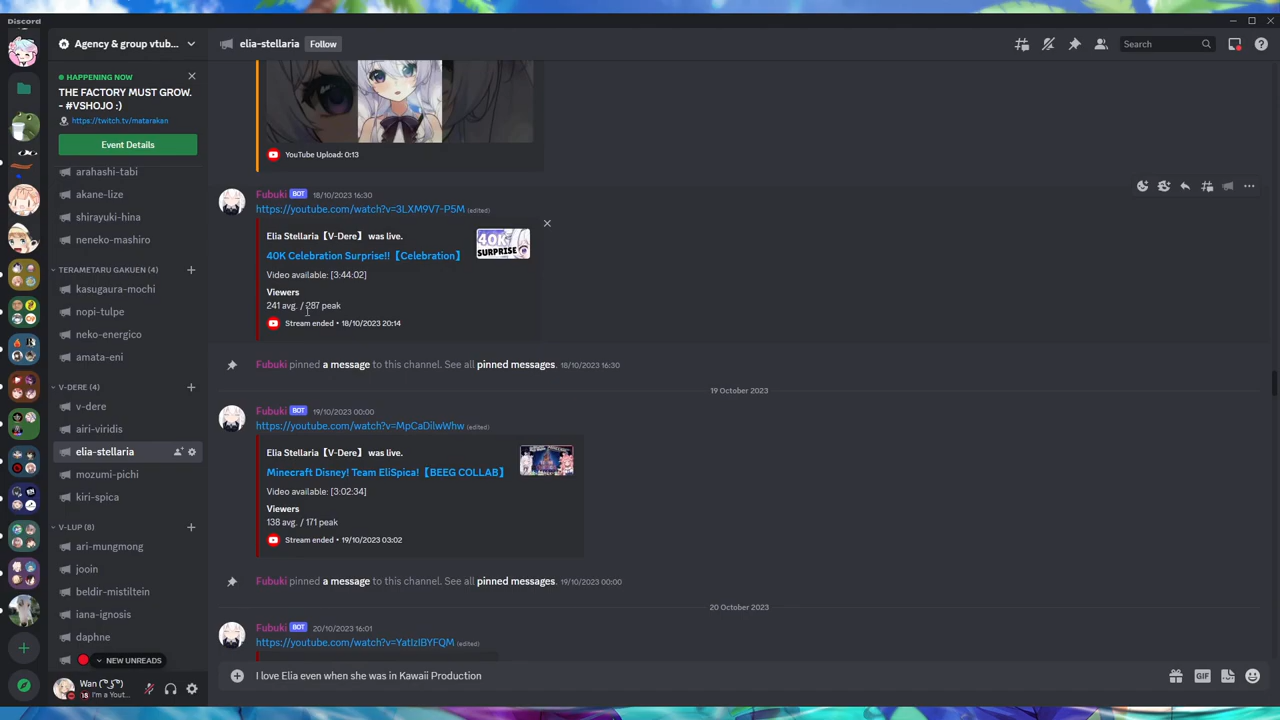 Discord
Agency & group vtub...
HAPPENING NOW
THE FACTORY MUST GROW.
- #VSHOJO :)
https://twitch.tv/matarakan
Event Details
arahashi-tabi
akane-lize
shirayuki-hina
neneko-mashiro
TERAMETARU GAKUEN (4)
kasugaura-mochi
nopi-tulpe
neko-energico
amata-eni
V-DERE (4)
v-dere
airi-viridis
elia-stellaria
mozumi-pichi
kiri-spica
V-LUP (8)
ari-mungmong
jooin
beldir-mistiltein
iana-ignosis
daphne
NEW UNREADS
Wan ( ͡° ͜ʖ ͡°)
I'm a Yout...
elia-stellaria
Follow
Search
YouTube Upload: 0:13
Fubuki BOT 18/10/2023 16:30
https://youtube.com/watch?v=3LXM9V7-P5M (edited)
Elia Stellaria【V-Dere】 was live.
40K Celebration Surprise!!【Celebration】
40K
SURPRISE
Video available: [3:44:02]
Viewers
241 avg. / 287 peak
Stream ended • 18/10/2023 20:14
Fubuki pinned a message to this channel. See all pinned messages. 18/10/2023 16:30
19 October 2023
Fubuki BOT 19/10/2023 00:00
https://youtube.com/watch?v=MpCaDilwWhw (edited)
Elia Stellaria【V-Dere】 was live.
Minecraft Disney! Team EliSpica!【BEEG COLLAB】
Video available: [3:02:34]
Viewers
138 avg. / 171 peak
Stream ended • 19/10/2023 03:02
Fubuki pinned a message to this channel. See all pinned messages. 19/10/2023 00:00
20 October 2023
Fubuki BOT 20/10/2023 16:01
https://youtube.com/watch?v=YatIzIBYFQM (edited)
I love Elia even when she was in Kawaii Production
GIF